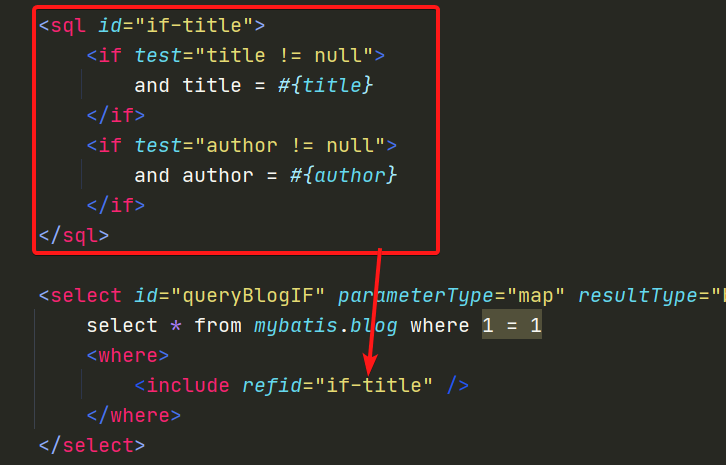 <sql id="if-title">
<if test="title != null">
and title = #{title}
</if>
<if test="author != null">
and author = #{author}
</if>
</sql>
<select id="queryBlogIF" parameterType="map" resultType="
select * from mybatis.blog where 1 = 1
<where>
<include refid="if-title" />
</where>
</select>